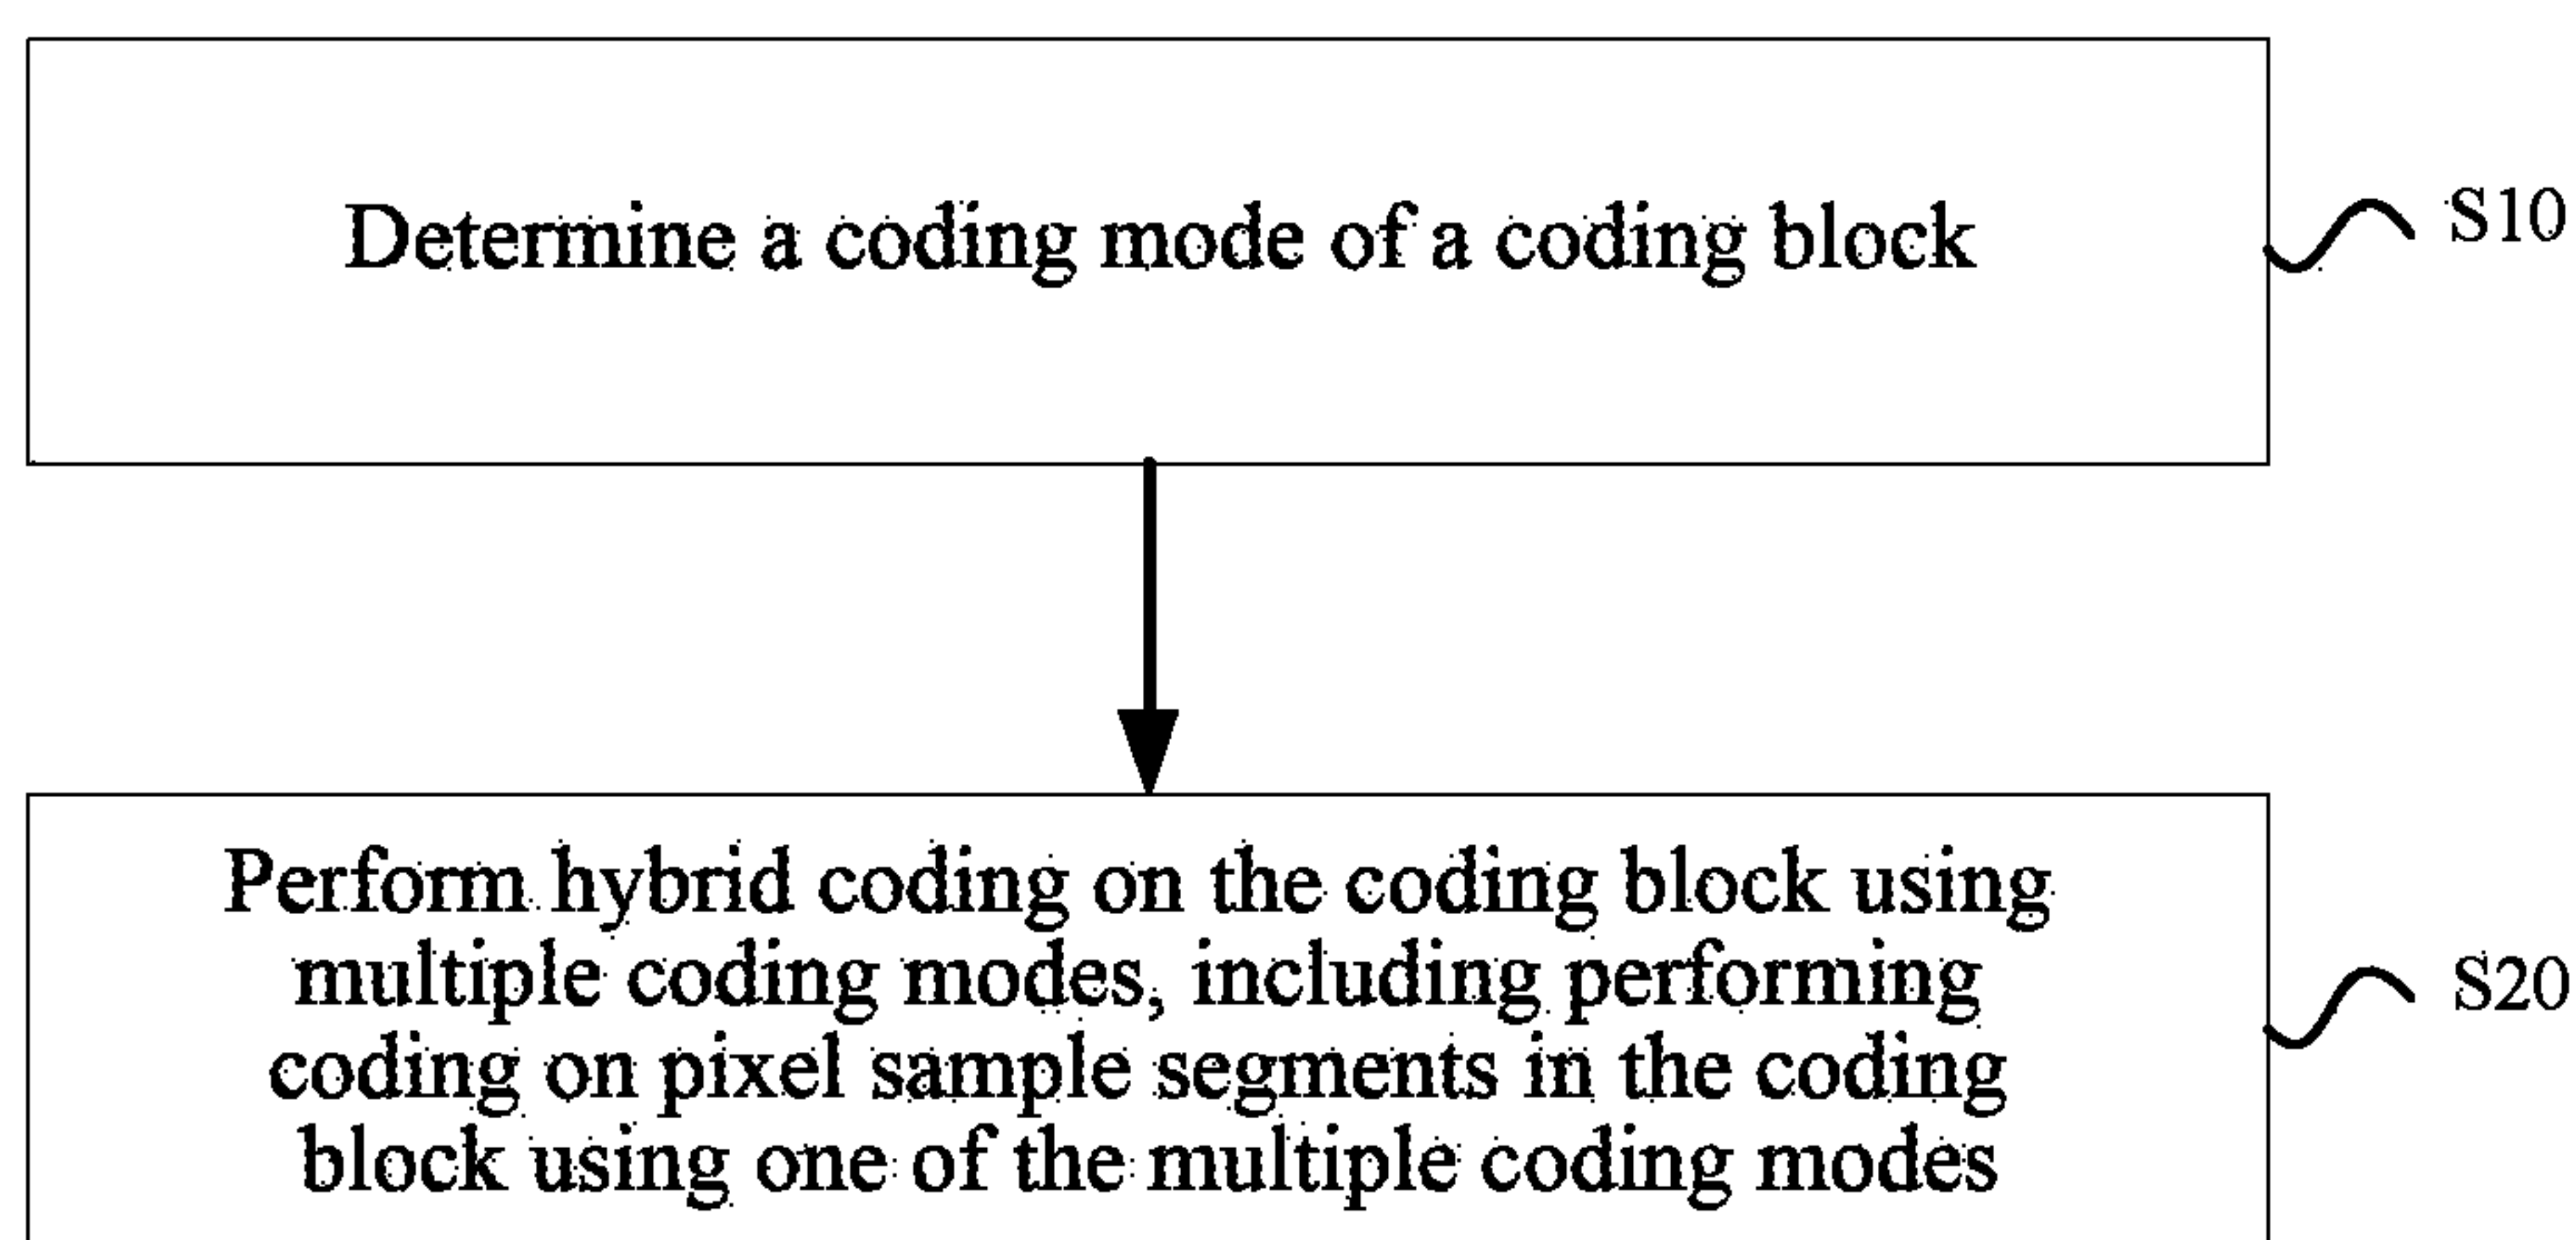 Determine a coding mode of a coding block
S10
Perform hybrid coding on the coding block using
multiple coding modes, including performing
coding on pixel sample segments in the coding
block using one of the multiple coding modes
S20